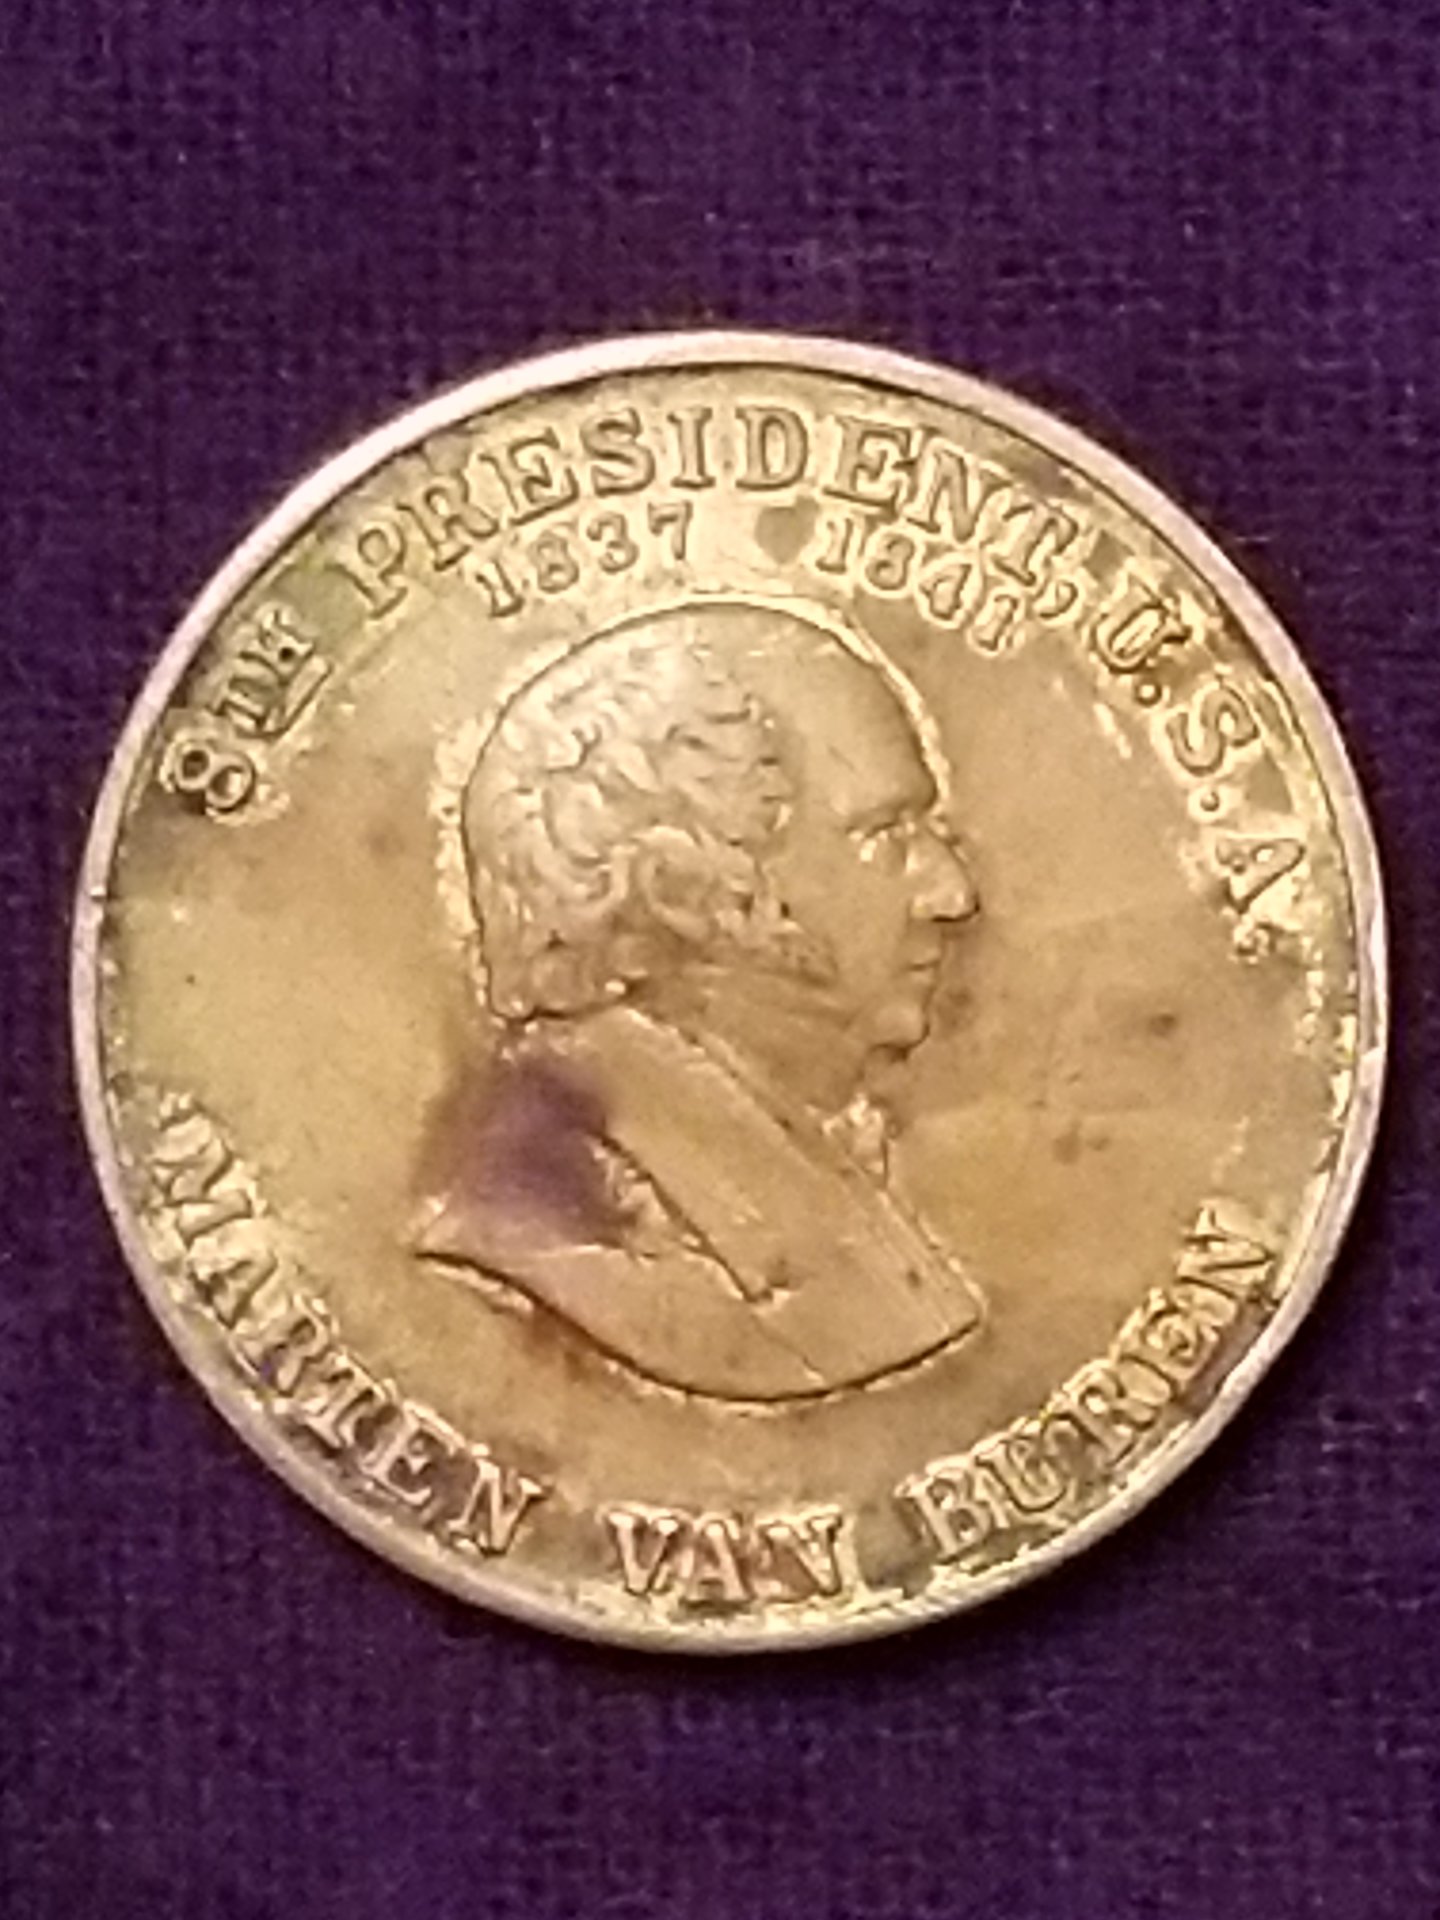 8TH PRESIDENT, U.S.A.
1837 1841
MARTEN VAN BUREN